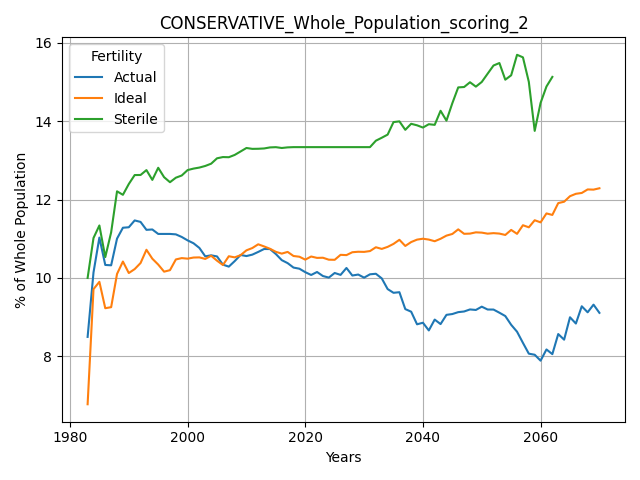 CONSERVATIVE_Whole_Population_scoring_2
Fertility
Actual
Ideal
Sterile
% of Whole Population
16
14
12
10
8
1980
2000
2020
2040
2060
Years